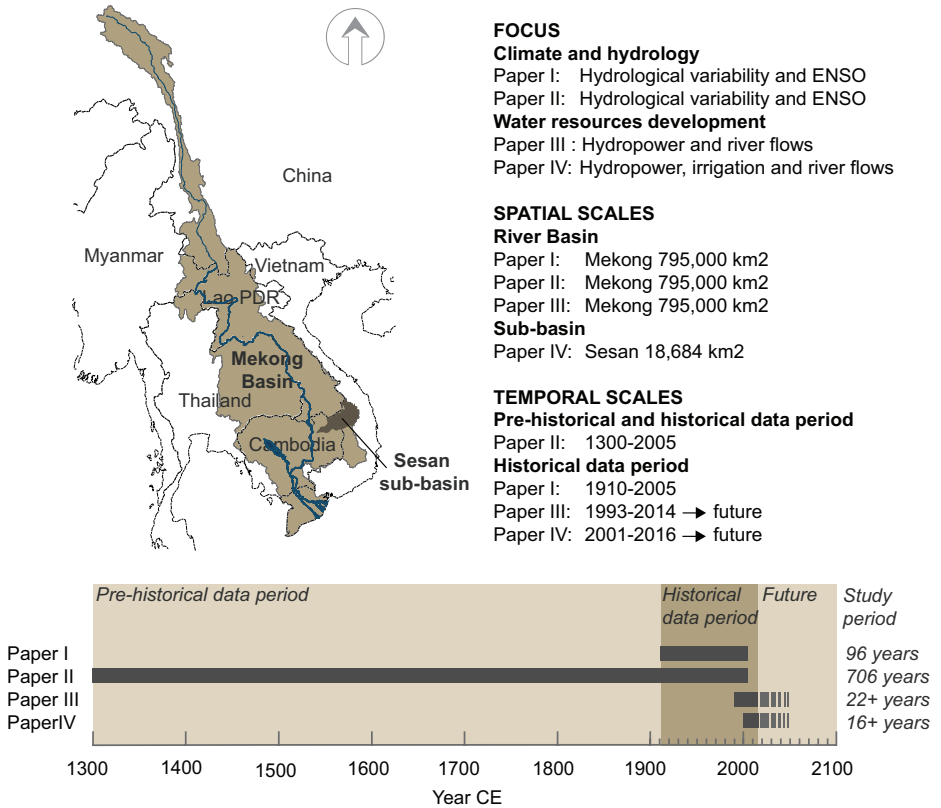 China
Myanmar
Vietnam
Lao PDR
Mekong
Basin
Thailand
Cambodia
Sesan
sub-basin
FOCUS
Climate and hydrology
Paper I: Hydrological variability and ENSO
Paper II: Hydrological variability and ENSO
Water resources development
Paper III : Hydropower and river flows
Paper IV: Hydropower, irrigation and river flows
SPATIAL SCALES
River Basin
Paper I: Mekong 795,000 km2
Paper II: Mekong 795,000 km2
Paper III: Mekong 795,000 km2
Sub-basin
Paper IV: Sesan 18,684 km2
TEMPORAL SCALES
Pre-historical and historical data period
Paper II: 1300-2005
Historical data period
Paper I: 1910-2005
Paper III: 1993-2014 → future
Paper IV: 2001-2016 → future
Pre-historical data period
Historical
data period
Future
Study
period
Paper I
96 years
Paper II
706 years
Paper III
22+ years
PaperIV
16+ years
1300 1400 1500 1600 1700 1800 1900 2000 2100
Year CE